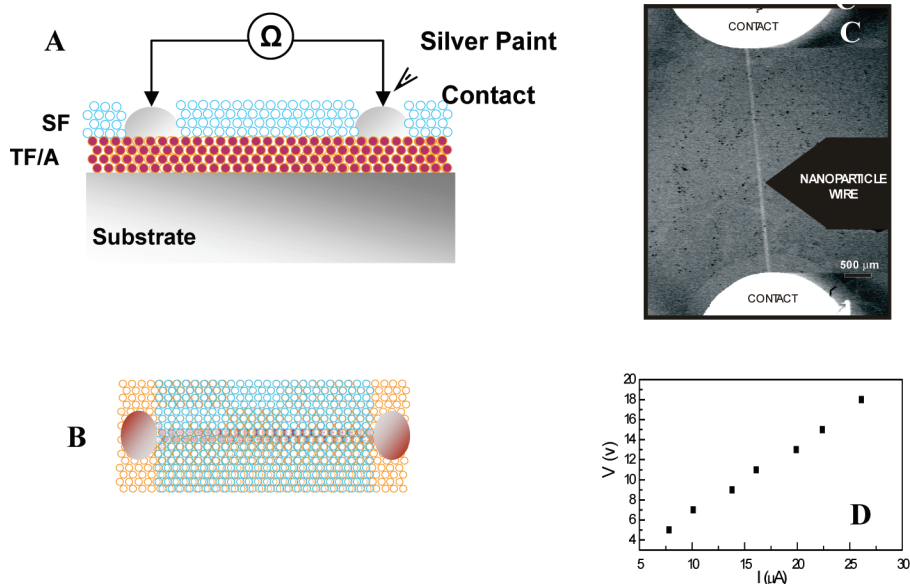 A
Ω
Silver Paint
Contact
SF
TF/A
Substrate
C
CONTACT
NANOPARTICLE
WIRE
500 μm
CONTACT
B
20
18
16
14
12
10
8
6
4
V (v)
D
5
10
15
20
25
30
I (μA)